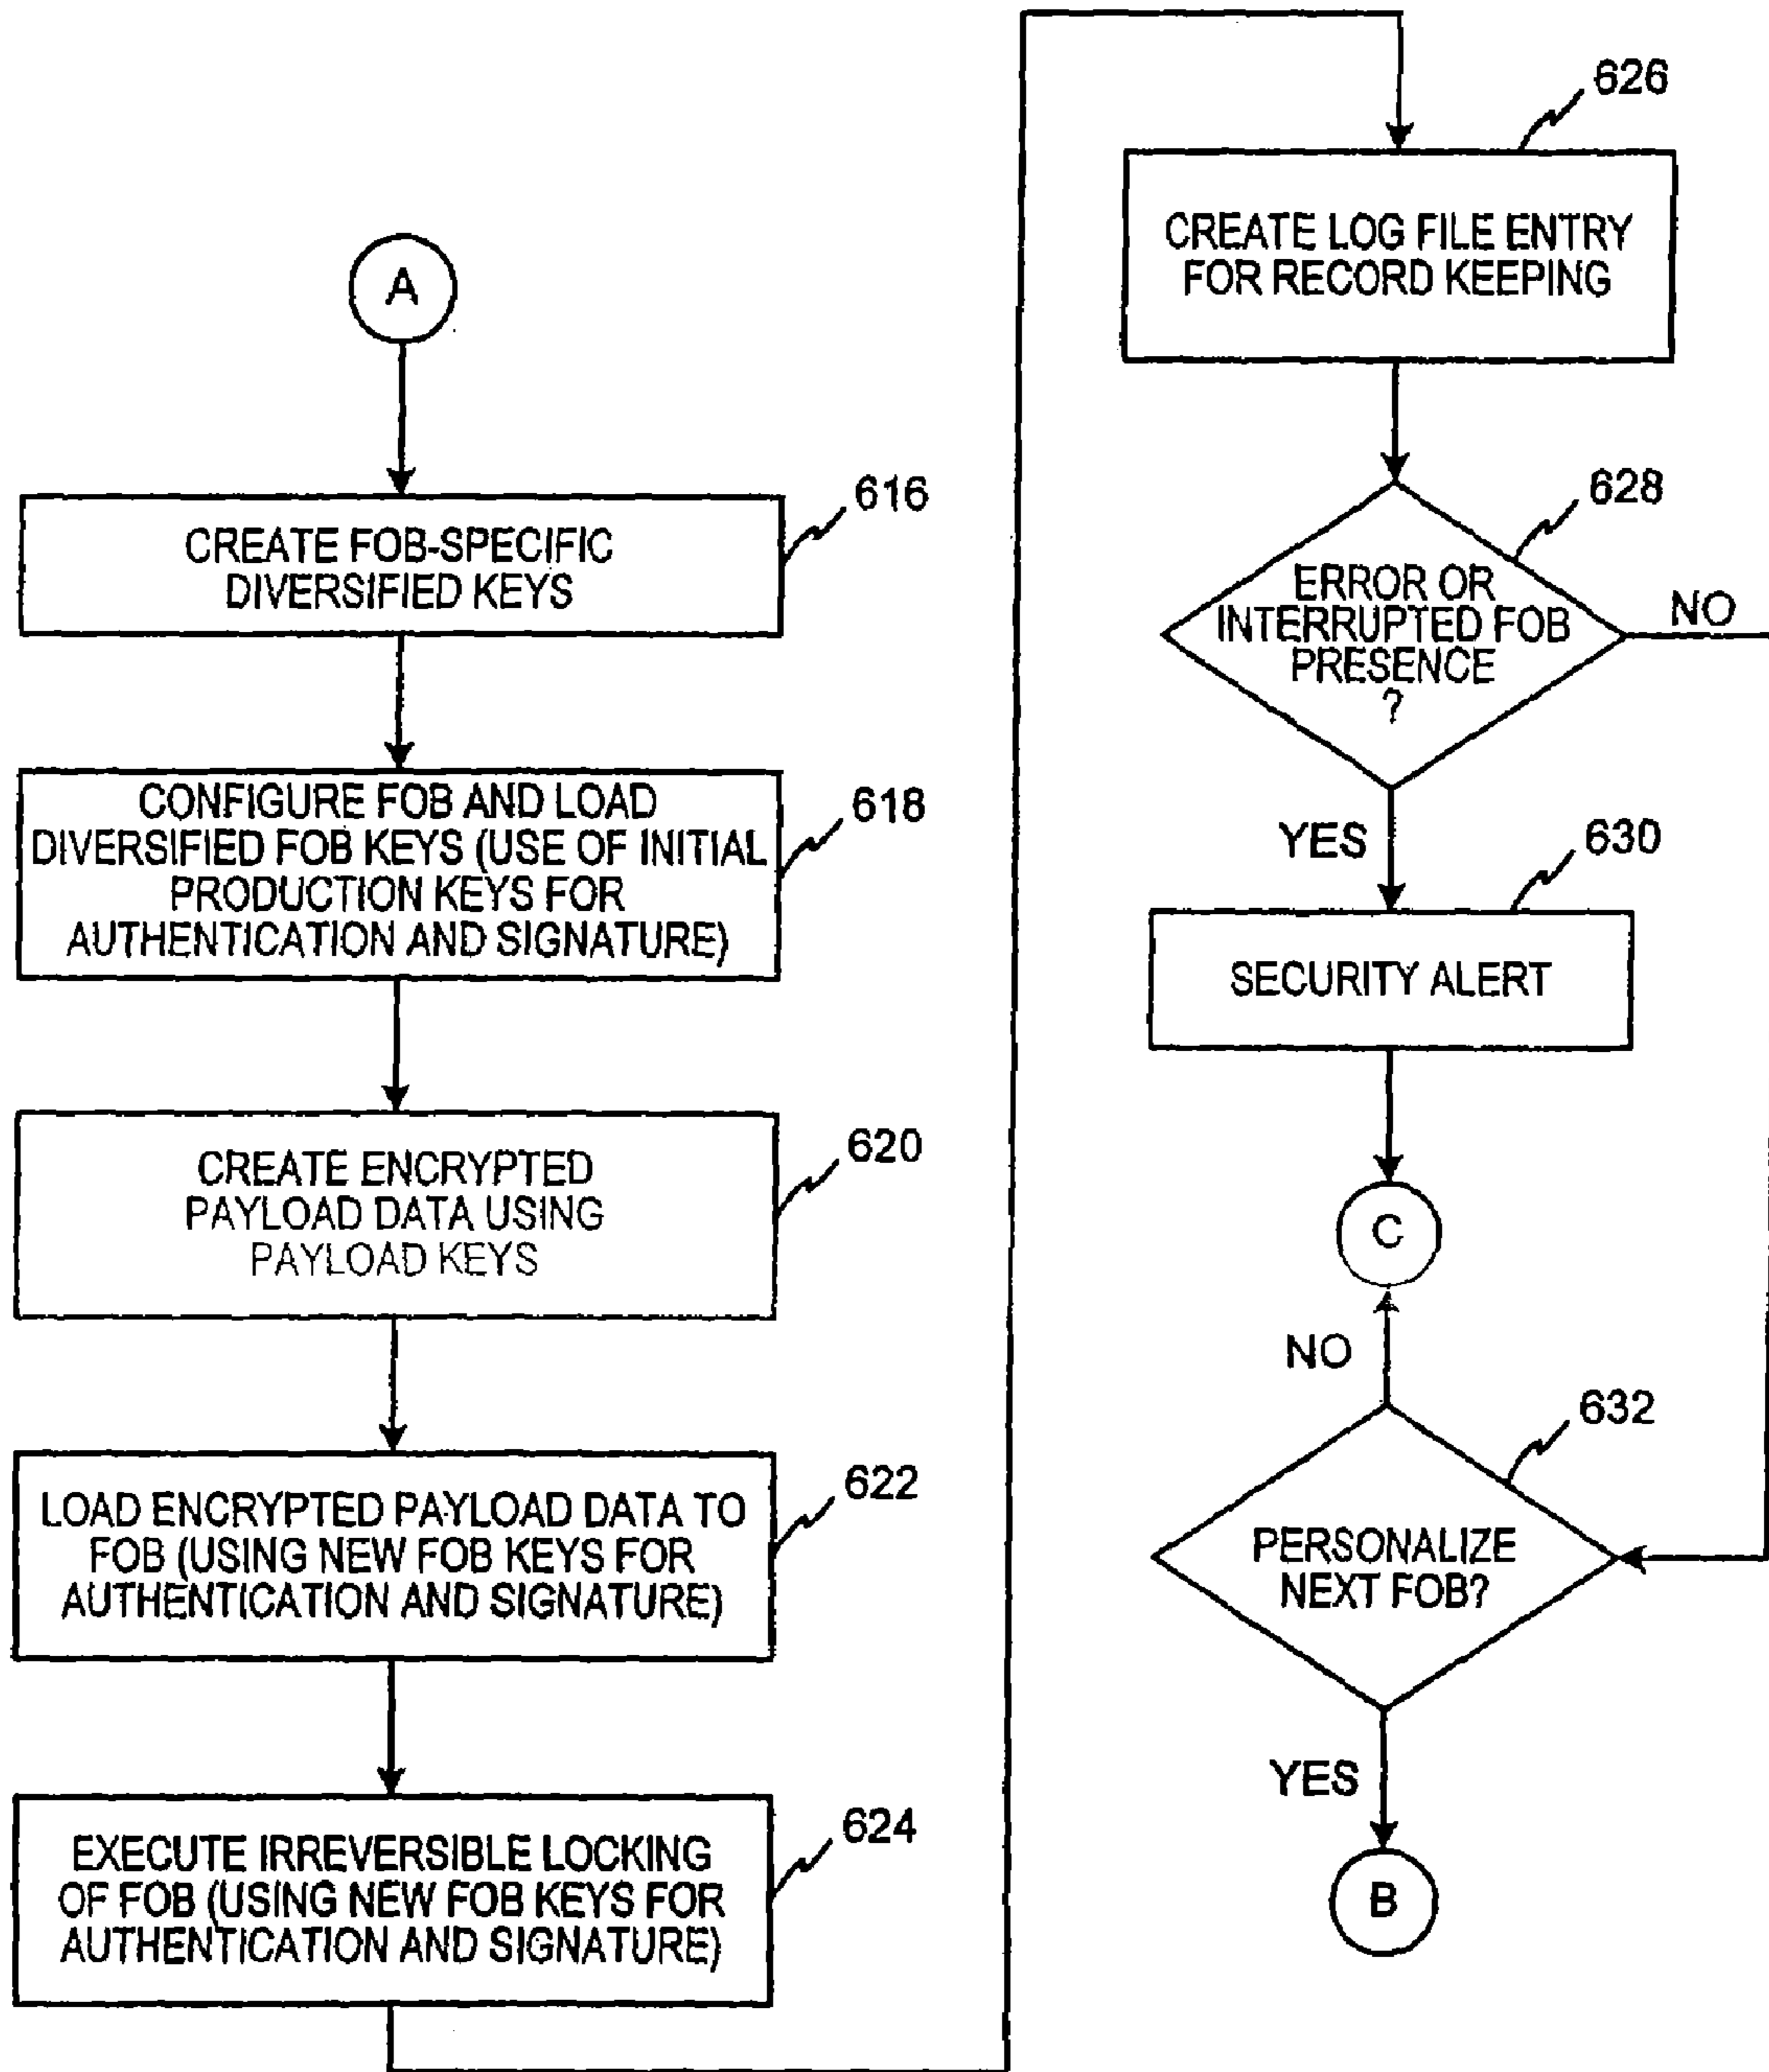 A
616
CREATE FOB-SPECIFIC
DIVERSIFIED KEYS
618
CONFIGURE FOB AND LOAD
DIVERSIFIED FOB KEYS (USE OF INITIAL
PRODUCTION KEYS FOR
AUTHENTICATION AND SIGNATURE)
620
CREATE ENCRYPTED
PAYLOAD DATA USING
PAYLOAD KEYS
622
LOAD ENCRYPTED PAYLOAD DATA TO
FOB (USING NEW FOB KEYS FOR
AUTHENTICATION AND SIGNATURE)
624
EXECUTE IRREVERSIBLE LOCKING
OF FOB (USING NEW FOB KEYS FOR
AUTHENTICATION AND SIGNATURE)
626
CREATE LOG FILE ENTRY
FOR RECORD KEEPING
628
ERROR OR
INTERRUPTED FOB
PRESENCE
?
NO
YES
630
SECURITY ALERT
C
NO
632
PERSONALIZE
NEXT FOB?
YES
B